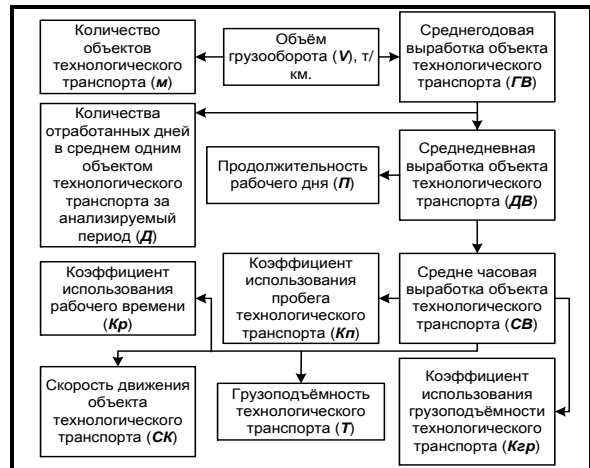 Количество
объектов
технологического
транспорта (м)
Объём
грузооборота (V), т/
км.
Среднегодовая
выработка объекта
технологического
транспорта (ГВ)
Количества
отработанных дней
в среднем одним
объектом
технологического
транспорта за
анализируемый
период (Д)
Продолжительность
рабочего дня (П)
Среднедневная
выработка объекта
технологического
транспорта (ДВ)
Коэффициент
использования
рабочего времени
(Кр)
Коэффициент
использования
пробега
технологического
транспорта (Кп)
Средне часовая
выработка объекта
технологического
транспорта (СВ)
Скорость движения
объекта
технологического
транспорта (СК)
Грузоподъёмность
технологического
транспорта (Т)
Коэффициент
использования
грузоподъёмности
технологического
транспорта (Кгр)